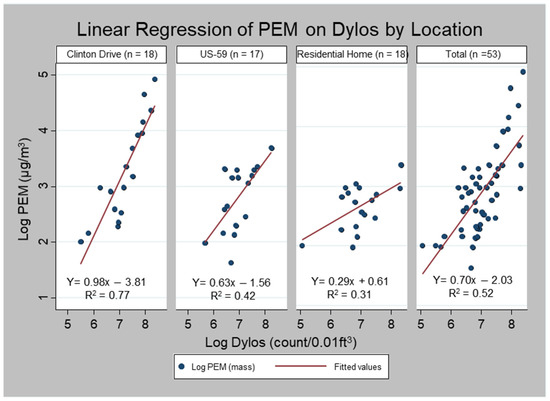 Linear Regression of PEM on Dylos by Location
Clinton Drive (n = 18)
US-59 (n = 17)
Residential Home (n = 18)
Total (n =53)
Log PEM (µg/m³)
5
4
3
2
1
Y= 0.98x − 3.81
R² = 0.77
Y= 0.63x − 1.56
R² = 0.42
Y= 0.29x + 0.61
R² = 0.31
Y= 0.70x − 2.03
R² = 0.52
5 6 7 8 5 6 7 8 5 6 7 8 5 6 7 8
Log Dylos (count/0.01ft³)
Log PEM (mass) Fitted values